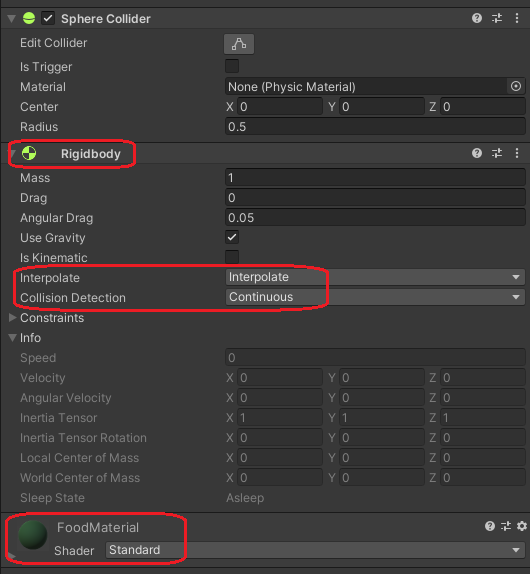 Sphere Collider
Edit Collider
Is Trigger
Material None (Physic Material)
Center X 0 Y 0 Z 0
Radius 0.5
Rigidbody
Mass 1
Drag 0
Angular Drag 0.05
Use Gravity
Is Kinematic
Interpolate Interpolate
Collision Detection Continuous
Constraints
Info
Speed 0
Velocity X 0 Y 0 Z 0
Angular Velocity X 0 Y 0 Z 0
Inertia Tensor X 1 Y 1 Z 1
Inertia Tensor Rotation X 0 Y 0 Z 0
Local Center of Mass X 0 Y 0 Z 0
World Center of Mass X 0 Y 0 Z 0
Sleep State Asleep
FoodMaterial
Shader Standard